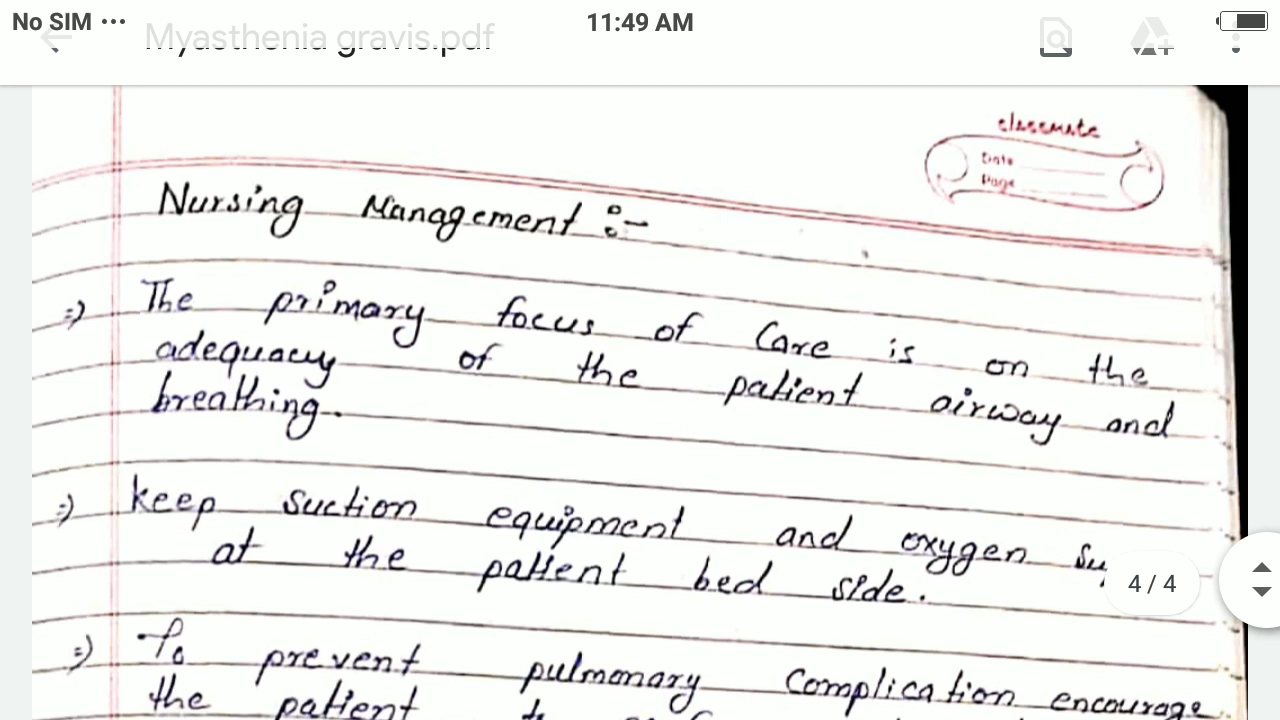 No SIM ••• 11:49 AM
Myasthenia gravis.pdf
classmate
Date
Page
Nursing Management :-
=) The primary focus of Care is on the
adequacy of the patient airway and
breathing.
=) keep suction equipment and oxygen
at the patient bed side.
4 / 4
=) To prevent pulmonary Complication encourage
the patient to